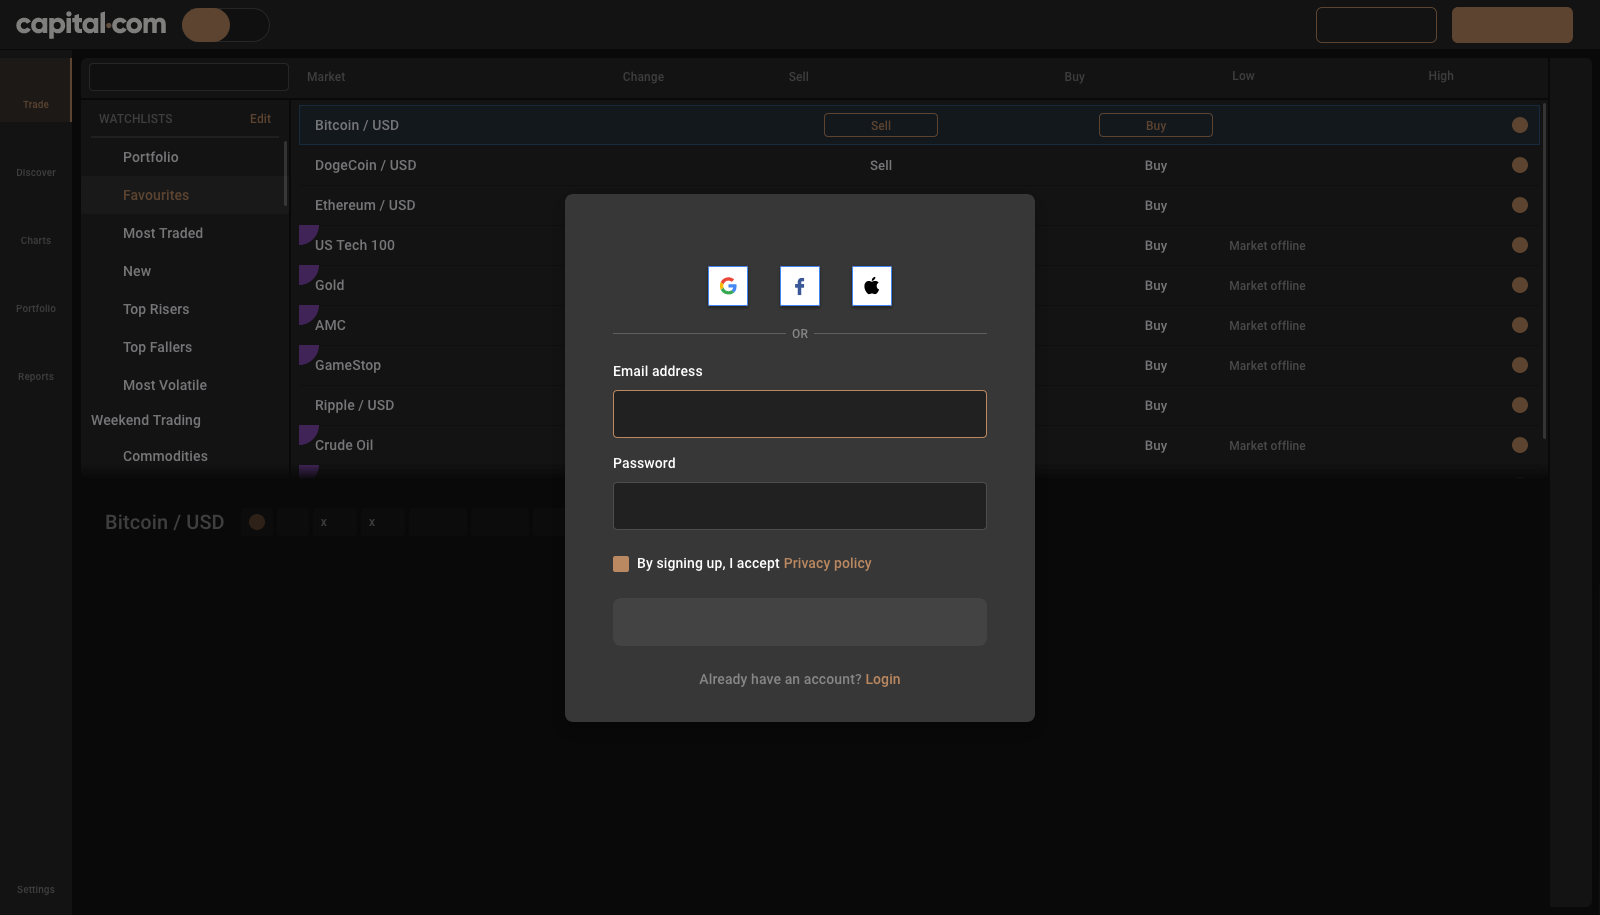 capital.com
Market Change Sell Buy Low High
Trade
WATCHLISTS Edit
Bitcoin / USD Sell Buy
Portfolio
DogeCoin / USD Sell Buy
Discover
Favourites
Ethereum / USD Buy
Most Traded
Charts
US Tech 100 Buy Market offline
New
Gold Buy Market offline
Portfolio
Top Risers
AMC Buy Market offline
OR
Top Fallers
GameStop Buy Market offline
Email address
Reports
Most Volatile
Ripple / USD Buy
Weekend Trading
Crude Oil Buy Market offline
Commodities
Password
Bitcoin / USD x x
By signing up, I accept Privacy policy
Already have an account? Login
Settings